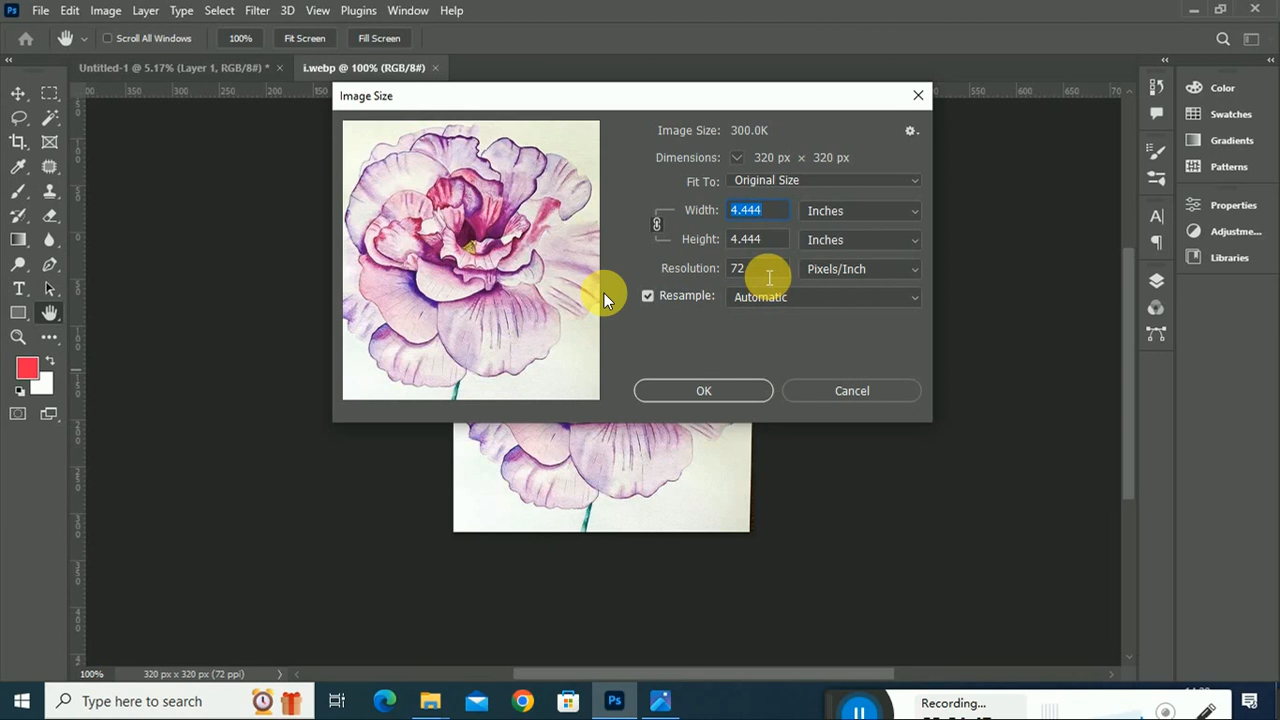 Ps File Edit Image Layer Type Select Filter 3D View Plugins Window Help
Scroll All Windows 100% Fit Screen Fill Screen
Untitled-1 @ 5.17% (Layer 1, RGB/8#) * × i.webp @ 100% (RGB/8#) ×
Image Size
Image Size: 300.0K
Dimensions: 320 px × 320 px
Fit To: Original Size
Width: 4.444 Inches
Height: 4.444 Inches
Resolution: 72 Pixels/Inch
Resample: Automatic
OK Cancel
Color
Swatches
Gradients
Patterns
Properties
Adjustme...
Libraries
100% 320 px x 320 px (72 ppi)
Type here to search
Ps
Recording...